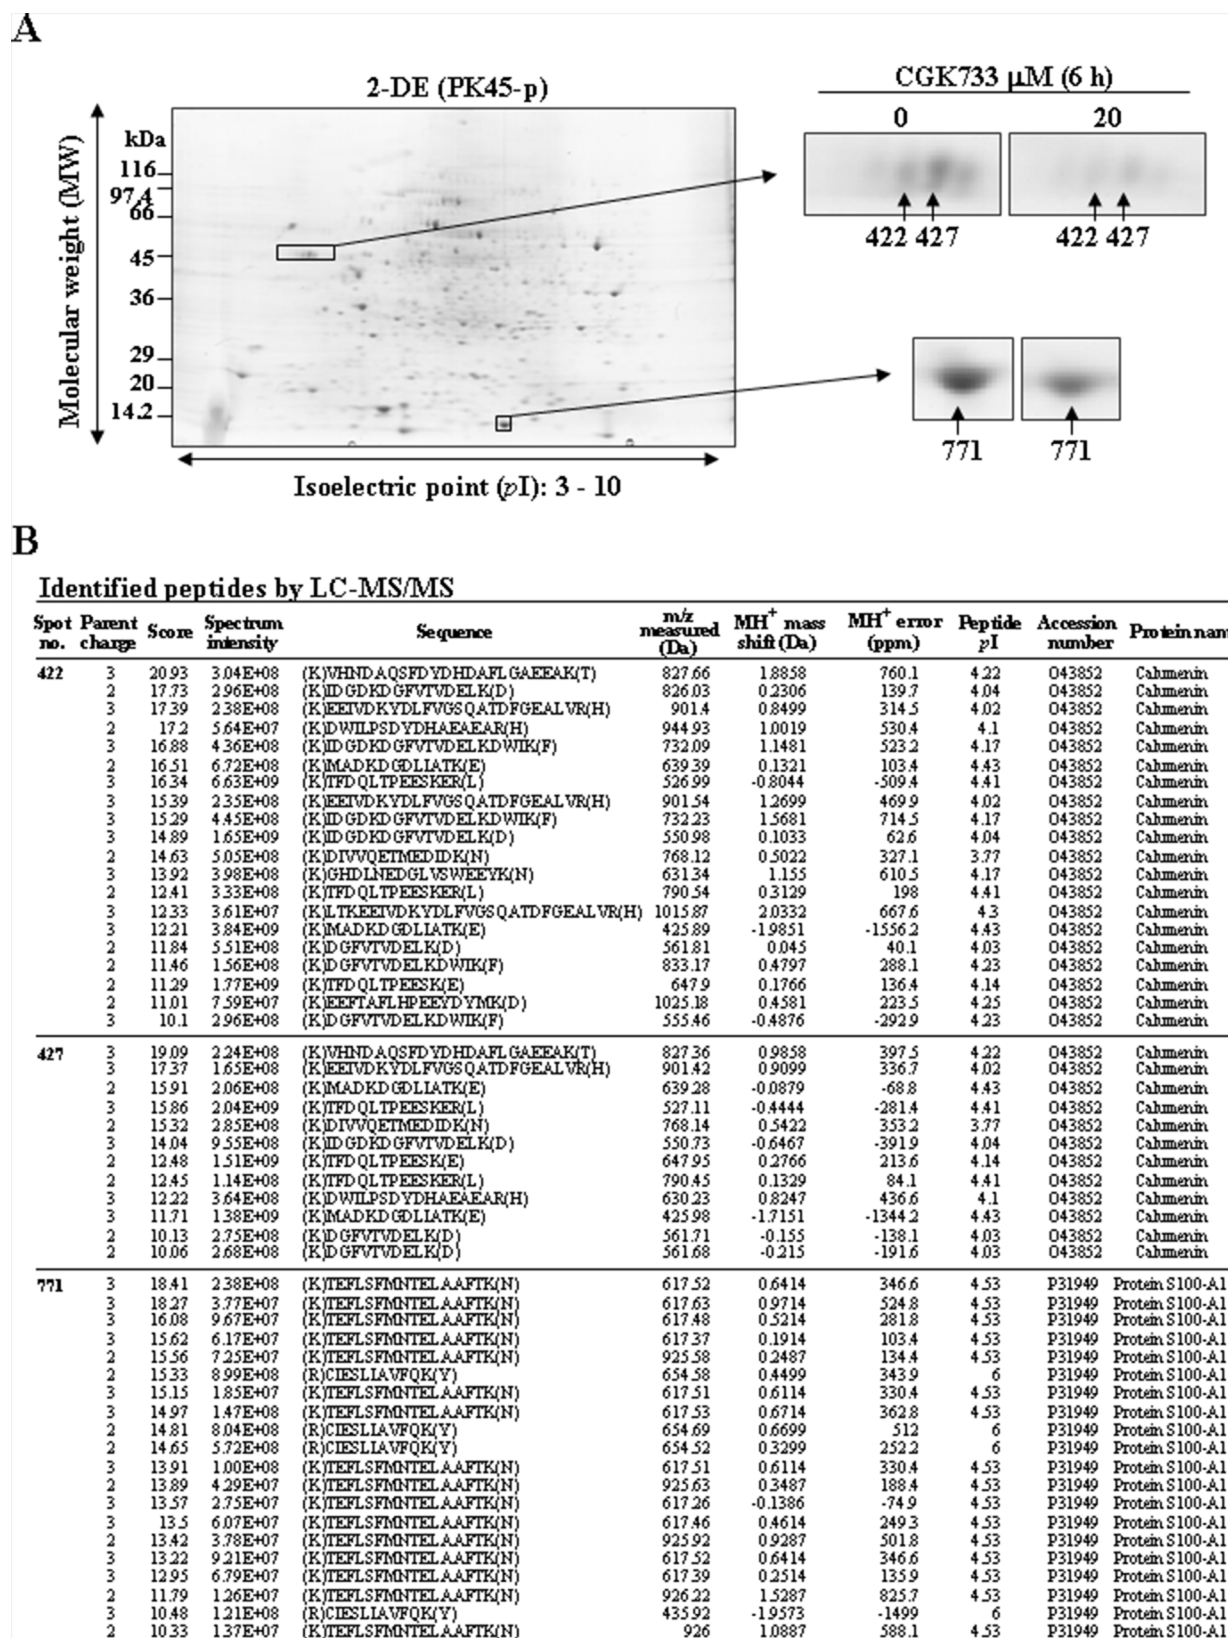 A
2-DE (PK45-p)
CGK733 μM (6 h)
0 20
Molecular weight (MW)
kDa
116
97.4
66
45
36
29
20
14.2
422 427 422 427
771 771
Isoelectric point (pI): 3 - 10
B
Identified peptides by LC-MS/MS
Spot no. Parent charge Score Spectrum intensity Sequence m/z measured (Da) MH+ mass shift (Da) MH+ error (ppm) Peptide pI Accession number Protein nam
422 3 20.93 3.04E+08 (K)VHNDAQSFDYDHDAFLGAEEAK(T) 827.66 1.8858 760.1 4.22 O43852 Calumenin
2 17.73 2.96E+08 (K)IDGDKDGFVTVDELK(D) 826.03 0.2306 139.7 4.04 O43852 Calumenin
3 17.39 2.38E+08 (K)EEIVDKYDLFVGSQATDFGEALVR(H) 901.4 0.8499 314.5 4.02 O43852 Calumenin
2 17.2 5.64E+07 (K)DWILPSDYDHAEAEAR(H) 944.93 1.0019 530.4 4.1 O43852 Calumenin
3 16.88 4.36E+08 (K)IDGDKDGFVTVDELKDWIK(F) 732.09 1.1481 523.2 4.17 O43852 Calumenin
2 16.51 6.72E+08 (K)MADKDGDLIATK(E) 639.39 0.1321 103.4 4.43 O43852 Calumenin
3 16.34 6.63E+09 (K)TFDQLTPEESKER(L) 526.99 -0.8044 -509.4 4.41 O43852 Calumenin
3 15.39 2.35E+08 (K)EEIVDKYDLFVGSQATDFGEALVR(H) 901.54 1.2699 469.9 4.02 O43852 Calumenin
3 15.29 4.45E+08 (K)IDGDKDGFVTVDELKDWIK(F) 732.23 1.5681 714.5 4.17 O43852 Calumenin
3 14.89 1.65E+09 (K)IDGDKDGFVTVDELK(D) 550.98 0.1033 62.6 4.04 O43852 Calumenin
2 14.63 5.05E+08 (K)DIVVQETMEDIDK(N) 768.12 0.5022 327.1 3.77 O43852 Calumenin
3 13.92 3.98E+08 (K)GHDLNEDGLVSWEEYK(N) 631.34 1.155 610.5 4.17 O43852 Calumenin
2 12.41 3.33E+08 (K)TFDQLTPEESKER(L) 790.54 0.3129 198 4.41 O43852 Calumenin
3 12.33 3.61E+07 (K)LTKEEIVDKYDLFVGSQATDFGEALVR(H) 1015.87 2.0332 667.6 4.3 O43852 Calumenin
3 12.21 3.84E+09 (K)MADKDGDLIATK(E) 425.89 -1.9851 -1556.2 4.43 O43852 Calumenin
2 11.84 5.51E+08 (K)DGFVTVDELK(D) 561.81 0.045 40.1 4.03 O43852 Calumenin
2 11.46 1.56E+08 (K)DGFVTVDELKDWIK(F) 833.17 0.4797 288.1 4.23 O43852 Calumenin
2 11.29 1.77E+09 (K)TFDQLTPEESK(E) 647.9 0.1766 136.4 4.14 O43852 Calumenin
2 11.01 7.59E+07 (K)EEFTAFLHPEEYDYMK(D) 1025.18 0.4581 223.5 4.25 O43852 Calumenin
3 10.1 2.96E+08 (K)DGFVTVDELKDWIK(F) 555.46 -0.4876 -292.9 4.23 O43852 Calumenin
427 3 19.09 2.24E+08 (K)VHNDAQSFDYDHDAFLGAEEAK(T) 827.36 0.9858 397.5 4.22 O43852 Calumenin
3 17.37 1.65E+08 (K)EEIVDKYDLFVGSQATDFGEALVR(H) 901.42 0.9099 336.7 4.02 O43852 Calumenin
2 15.91 2.06E+08 (K)MADKDGDLIATK(E) 639.28 -0.0879 -68.8 4.43 O43852 Calumenin
3 15.86 2.04E+09 (K)TFDQLTPEESKER(L) 527.11 -0.4444 -281.4 4.41 O43852 Calumenin
2 15.32 2.85E+08 (K)DIVVQETMEDIDK(N) 768.14 0.5422 353.2 3.77 O43852 Calumenin
3 14.04 9.55E+08 (K)IDGDKDGFVTVDELK(D) 550.73 -0.6467 -391.9 4.04 O43852 Calumenin
2 12.48 1.51E+09 (K)TFDQLTPEESK(E) 647.95 0.2766 213.6 4.14 O43852 Calumenin
2 12.45 1.14E+08 (K)TFDQLTPEESKER(L) 790.45 0.1329 84.1 4.41 O43852 Calumenin
3 12.22 3.64E+08 (K)DWILPSDYDHAEAEAR(H) 630.23 0.8247 436.6 4.1 O43852 Calumenin
3 11.71 1.38E+09 (K)MADKDGDLIATK(E) 425.98 -1.7151 -1344.2 4.43 O43852 Calumenin
2 10.13 2.75E+08 (K)DGFVTVDELK(D) 561.71 -0.155 -138.1 4.03 O43852 Calumenin
2 10.06 2.68E+08 (K)DGFVTVDELK(D) 561.68 -0.215 -191.6 4.03 O43852 Calumenin
771 3 18.41 2.38E+08 (K)TEFLSFMNTELAAFTK(N) 617.52 0.6414 346.6 4.53 P31949 Protein S100-A1
3 18.27 3.77E+07 (K)TEFLSFMNTELAAFTK(N) 617.63 0.9714 524.8 4.53 P31949 Protein S100-A1
3 16.08 9.67E+07 (K)TEFLSFMNTELAAFTK(N) 617.48 0.5214 281.8 4.53 P31949 Protein S100-A1
3 15.62 6.17E+07 (K)TEFLSFMNTELAAFTK(N) 617.37 0.1914 103.4 4.53 P31949 Protein S100-A1
2 15.56 7.25E+07 (K)TEFLSFMNTELAAFTK(N) 925.58 0.2487 134.4 4.53 P31949 Protein S100-A1
2 15.33 8.99E+08 (R)CIESLIAVFQK(Y) 654.58 0.4499 343.9 6 P31949 Protein S100-A1
3 15.15 1.85E+07 (K)TEFLSFMNTELAAFTK(N) 617.51 0.6114 330.4 4.53 P31949 Protein S100-A1
3 14.97 1.47E+08 (K)TEFLSFMNTELAAFTK(N) 617.53 0.6714 362.8 4.53 P31949 Protein S100-A1
2 14.81 8.04E+08 (R)CIESLIAVFQK(Y) 654.69 0.6699 512 6 P31949 Protein S100-A1
2 14.65 5.72E+08 (R)CIESLIAVFQK(Y) 654.52 0.3299 252.2 6 P31949 Protein S100-A1
3 13.91 1.00E+08 (K)TEFLSFMNTELAAFTK(N) 617.51 0.6114 330.4 4.53 P31949 Protein S100-A1
2 13.89 4.29E+07 (K)TEFLSFMNTELAAFTK(N) 925.63 0.3487 188.4 4.53 P31949 Protein S100-A1
3 13.57 2.75E+07 (K)TEFLSFMNTELAAFTK(N) 617.26 -0.1386 -74.9 4.53 P31949 Protein S100-A1
3 13.5 6.07E+07 (K)TEFLSFMNTELAAFTK(N) 617.46 0.4614 249.3 4.53 P31949 Protein S100-A1
2 13.42 3.78E+07 (K)TEFLSFMNTELAAFTK(N) 925.92 0.9287 501.8 4.53 P31949 Protein S100-A1
3 13.22 9.21E+07 (K)TEFLSFMNTELAAFTK(N) 617.52 0.6414 346.6 4.53 P31949 Protein S100-A1
3 12.95 6.79E+07 (K)TEFLSFMNTELAAFTK(N) 617.39 0.2514 135.9 4.53 P31949 Protein S100-A1
2 11.79 1.26E+07 (K)TEFLSFMNTELAAFTK(N) 926.22 1.5287 825.7 4.53 P31949 Protein S100-A1
3 10.48 1.21E+08 (R)CIESLIAVFQK(Y) 435.92 -1.9573 -1499 6 P31949 Protein S100-A1
2 10.33 1.37E+07 (K)TEFLSFMNTELAAFTK(N) 926 1.0887 588.1 4.53 P31949 Protein S100-A1